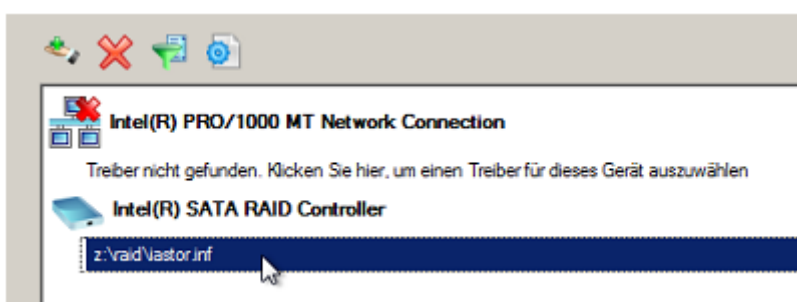 Intel(R) PRO/1000 MT Network Connection
Treiber nicht gefunden. Klicken Sie hier, um einen Treiber für dieses Gerät auszuwählen
Intel(R) SATA RAID Controller
z:\raid\iastor.inf